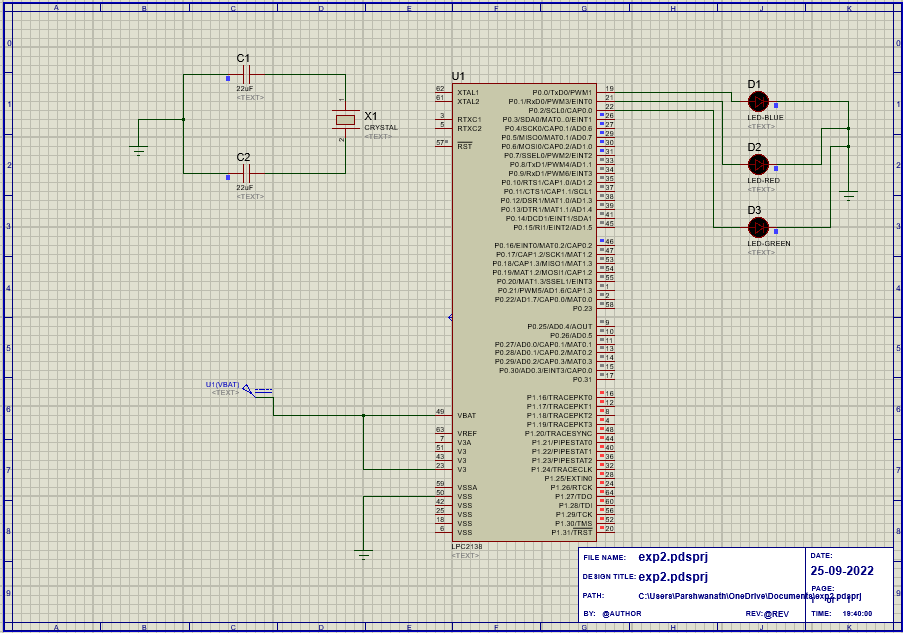 A B C D E F G H J K
0 0
1 1
2 2
3 3
4 4
5 5
6 6
7 7
8 8
9 9
C1
22uF
<TEXT>
C2
22uF
<TEXT>
1
X1
CRYSTAL
<TEXT>
2
U1(VBAT)
<TEXT>
U1
62 XTAL1
61 XTAL2
3 RTXC1
5 RTXC2
57 RST
49 VBAT
63 VREF
7 V3A
51 V3
43 V3
23 V3
59 VSSA
50 VSS
42 VSS
25 VSS
18 VSS
6 VSS
P0.0/TxD0/PWM1 19
P0.1/RxD0/PWM3/EINT0 21
P0.2/SCL0/CAP0.0 22
P0.3/SDA0/MAT0..0/EINT1 26
P0.4/SCK0/CAP0.1/AD0.6 27
P0.5/MISO0/MAT0.1/AD0.7 29
P0.6/MOSI0/CAP0.2/AD1.0 30
P0.7/SSEL0/PWM2/EINT2 31
P0.8/TxD1/PWM4/AD1.1 33
P0.9/RxD1/PWM6/EINT3 34
P0.10/RTS1/CAP1.0/AD1.2 35
P0.11/CTS1/CAP1.1/SCL1 37
P0.12/DSR1/MAT1.0/AD1.3 38
P0.13/DTR1/MAT1.1/AD1.4 39
P0.14/DCD1/EINT1/SDA1 41
P0.15/RI1/EINT2/AD1.5 45
P0.16/EINT0/MAT0.2/CAP0.2 46
P0.17/CAP1.2/SCK1/MAT1.2 47
P0.18/CAP1.3/MISO1/MAT1.3 53
P0.19/MAT1.2/MOSI1/CAP1.2 54
P0.20/MAT1.3/SSEL1/EINT3 55
P0.21/PWM5/AD1.6/CAP1.3 1
P0.22/AD1.7/CAP0.0/MAT0.0 2
P0.23 58
P0.25/AD0.4/AOUT 9
P0.26/AD0.5 10
P0.27/AD0.0/CAP0.1/MAT0.1 11
P0.28/AD0.1/CAP0.2/MAT0.2 13
P0.29/AD0.2/CAP0.3/MAT0.3 14
P0.30/AD0.3/EINT3/CAP0.0 15
P0.31 17
P1.16/TRACEPKT0 16
P1.17/TRACEPKT1 12
P1.18/TRACEPKT2 8
P1.19/TRACEPKT3 4
P1.20/TRACESYNC 48
P1.21/PIPESTAT0 44
P1.22/PIPESTAT1 40
P1.23/PIPESTAT2 36
P1.24/TRACECLK 32
P1.25/EXTIN0 28
P1.26/RTCK 24
P1.27/TDO 64
P1.28/TDI 60
P1.29/TCK 56
P1.30/TMS 52
P1.31/TRST 20
LPC2138
<TEXT>
D1
LED-BLUE
<TEXT>
D2
LED-RED
<TEXT>
D3
LED-GREEN
<TEXT>
FILE NAME: exp2.pdsprj
DESIGN TITLE: exp2.pdsprj
PATH: C:\Users\Parshwanath\OneDrive\Documents\exp2.pdsprj
BY: @AUTHOR REV:@REV
DATE:
25-09-2022
PAGE:
TIME: 19:40:00
A B C D E F G H J K